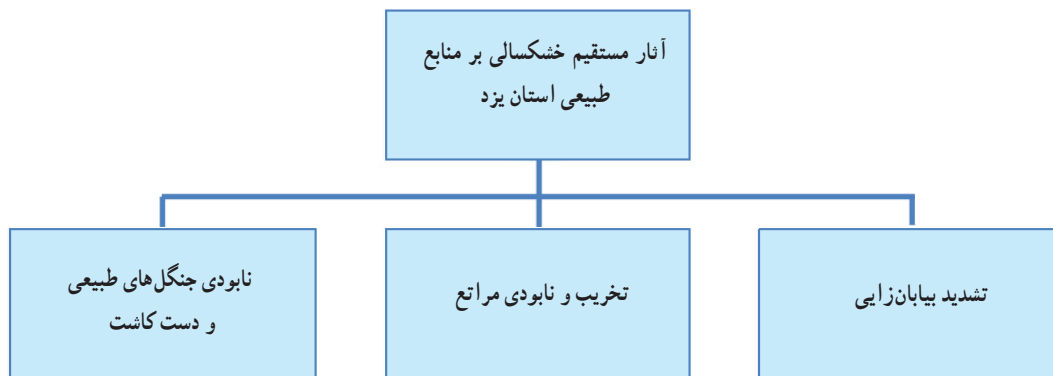 آثار مستقیم خشکسالی بر منابع
طبیعی استان یزد
تشدید بیابان‌زایی
تخریب و نابودی مراتع
نابودی جنگل‌های طبیعی
و دست کاشت